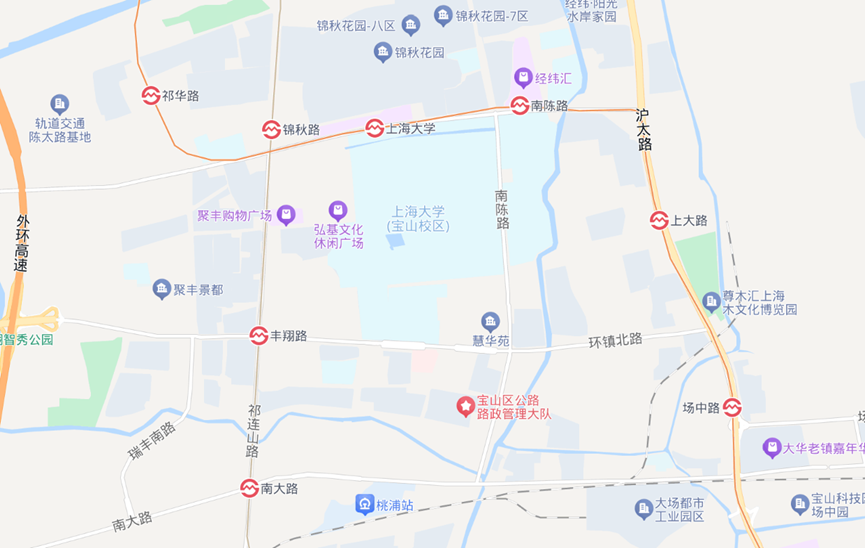 经纬·阳光
水岸家园
锦秋花园-7区
锦秋花园-八区
锦秋花园
经纬汇
祁华路
南陈路
轨道交通
陈太路基地
锦秋路
上海大学
沪太路
南陈路
聚丰购物广场
弘基文化
休闲广场
上海大学
(宝山校区)
上大路
外环高速
聚丰景都
尊木汇上海
木文化博览园
丰翔路
慧华苑
环镇北路
智秀公园
宝山区公路
路政管理大队
场中路
祁连山路
瑞丰南路
大华老镇嘉年华
南大路
南大路
桃浦站
大场都市
工业园区
宝山科技园
场中园